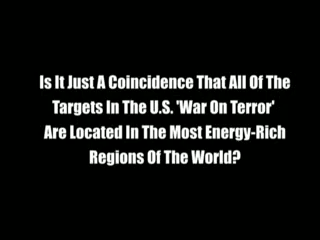 Is It Just A Coincidence That All Of The
Targets In The U.S. 'War On Terror'
Are Located In The Most Energy-Rich
Regions Of The World?